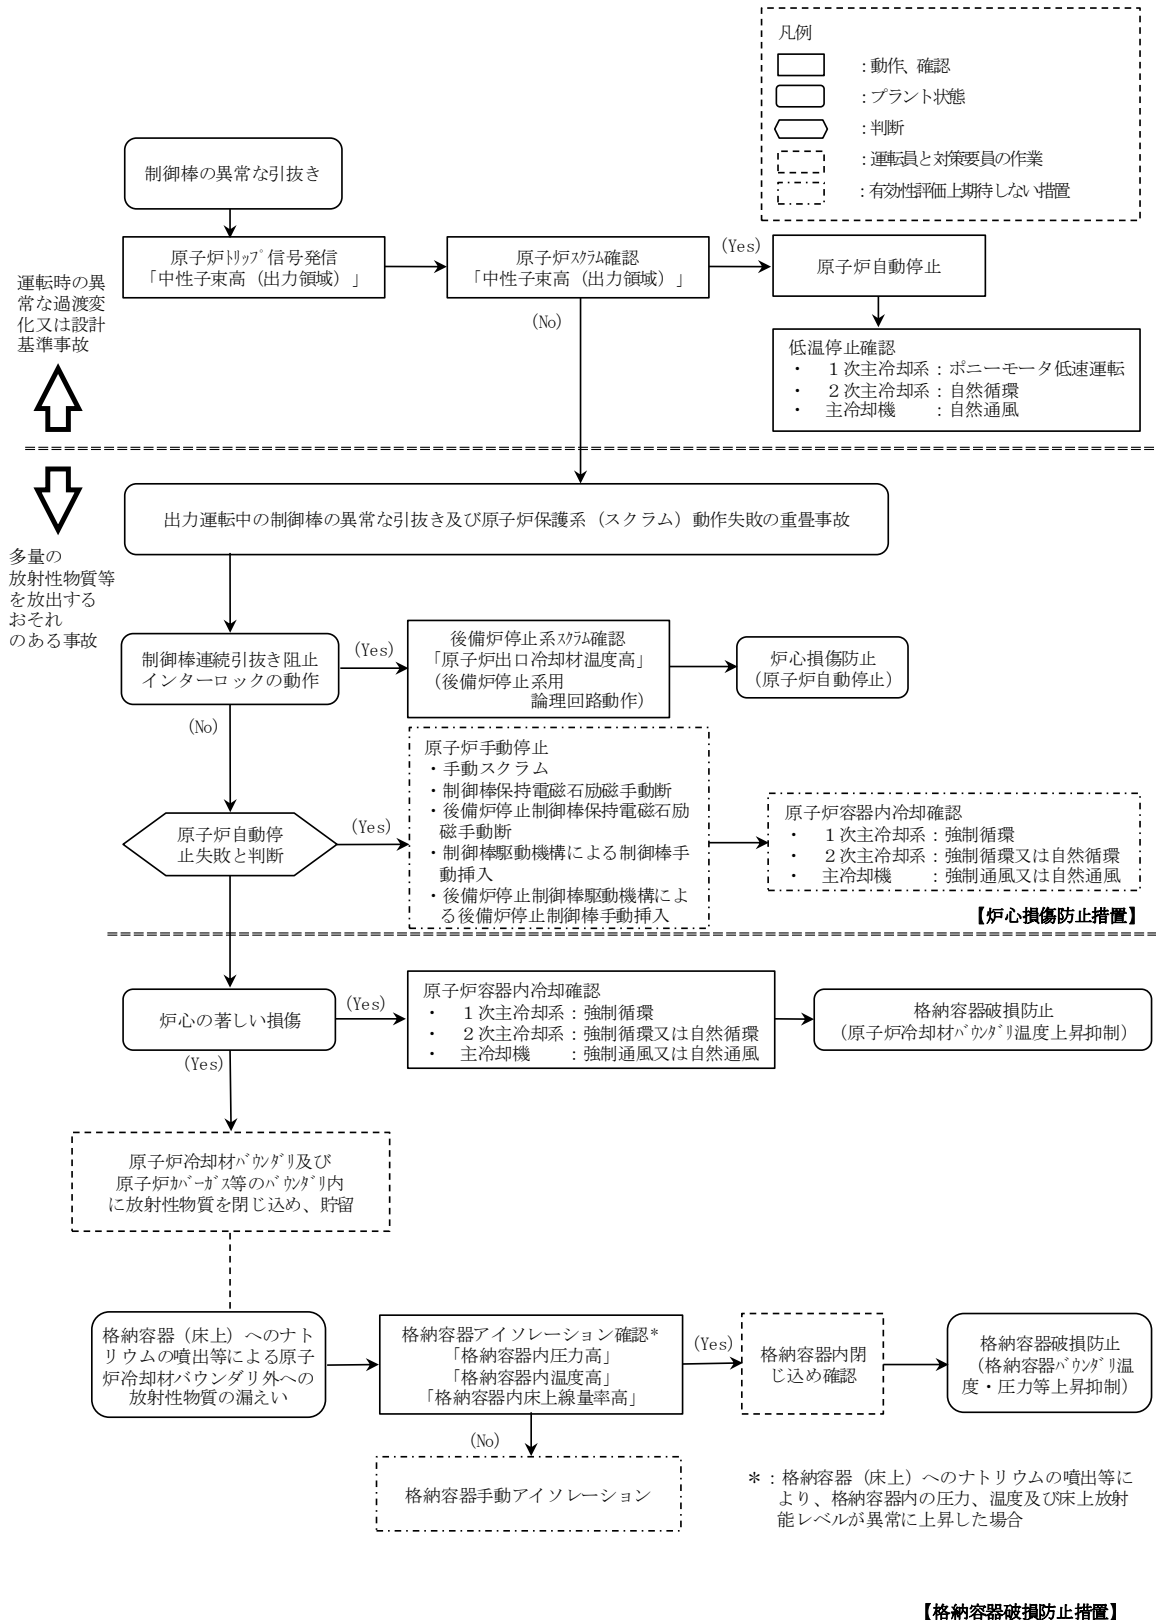 凡例
：動作、確認
：プラント状態
：判断
：運転員と対策要員の作業
：有効性評価上期待しない措置
制御棒の異常な引抜き
原子炉ﾄﾘｯﾌﾟ信号発信
「中性子束高（出力領域）」
原子炉ｽｸﾗﾑ確認
「中性子束高（出力領域）」
(Yes)
原子炉自動停止
(No)
低温停止確認
・　１次主冷却系：ポニーモータ低速運転
・　２次主冷却系：自然循環
・　主冷却機　　：自然通風
運転時の異
常な過渡変
化又は設計
基準事故
多量の
放射性物質等
を放出する
おそれ
のある事故
出力運転中の制御棒の異常な引抜き及び原子炉保護系（スクラム）動作失敗の重畳事故
制御棒連続引抜き阻止
インターロックの動作
(Yes)
後備炉停止系ｽｸﾗﾑ確認
「原子炉出口冷却材温度高」
（後備炉停止系用
論理回路動作）
炉心損傷防止
（原子炉自動停止）
(No)
原子炉自動停
止失敗と判断
(Yes)
原子炉手動停止
・手動スクラム
・制御棒保持電磁石励磁手動断
・後備炉停止制御棒保持電磁石励
磁手動断
・制御棒駆動機構による制御棒手
動挿入
・後備炉停止制御棒駆動機構によ
る後備炉停止制御棒手動挿入
原子炉容器内冷却確認
・　１次主冷却系：強制循環
・　２次主冷却系：強制循環又は自然循環
・　主冷却機　　：強制通風又は自然通風
【炉心損傷防止措置】
炉心の著しい損傷
(Yes)
原子炉容器内冷却確認
・　１次主冷却系：強制循環
・　２次主冷却系：強制循環又は自然循環
・　主冷却機　　：強制通風又は自然通風
格納容器破損防止
（原子炉冷却材ﾊﾞｳﾝﾀﾞﾘ温度上昇抑制）
(Yes)
原子炉冷却材ﾊﾞｳﾝﾀﾞﾘ及び
原子炉ｶﾊﾞｰｶﾞｽ等のﾊﾞｳﾝﾀﾞﾘ内
に放射性物質を閉じ込め、貯留
格納容器（床上）へのナト
リウムの噴出等による原子
炉冷却材バウンダリ外への
放射性物質の漏えい
格納容器アイソレーション確認*
「格納容器内圧力高」
「格納容器内温度高」
「格納容器内床上線量率高」
(Yes)
格納容器内閉
じ込め確認
格納容器破損防止
（格納容器ﾊﾞｳﾝﾀﾞﾘ温
度・圧力等上昇抑制）
(No)
格納容器手動アイソレーション
＊：格納容器（床上）へのナトリウムの噴出等に
より、格納容器内の圧力、温度及び床上放射
能レベルが異常に上昇した場合
【格納容器破損防止措置】